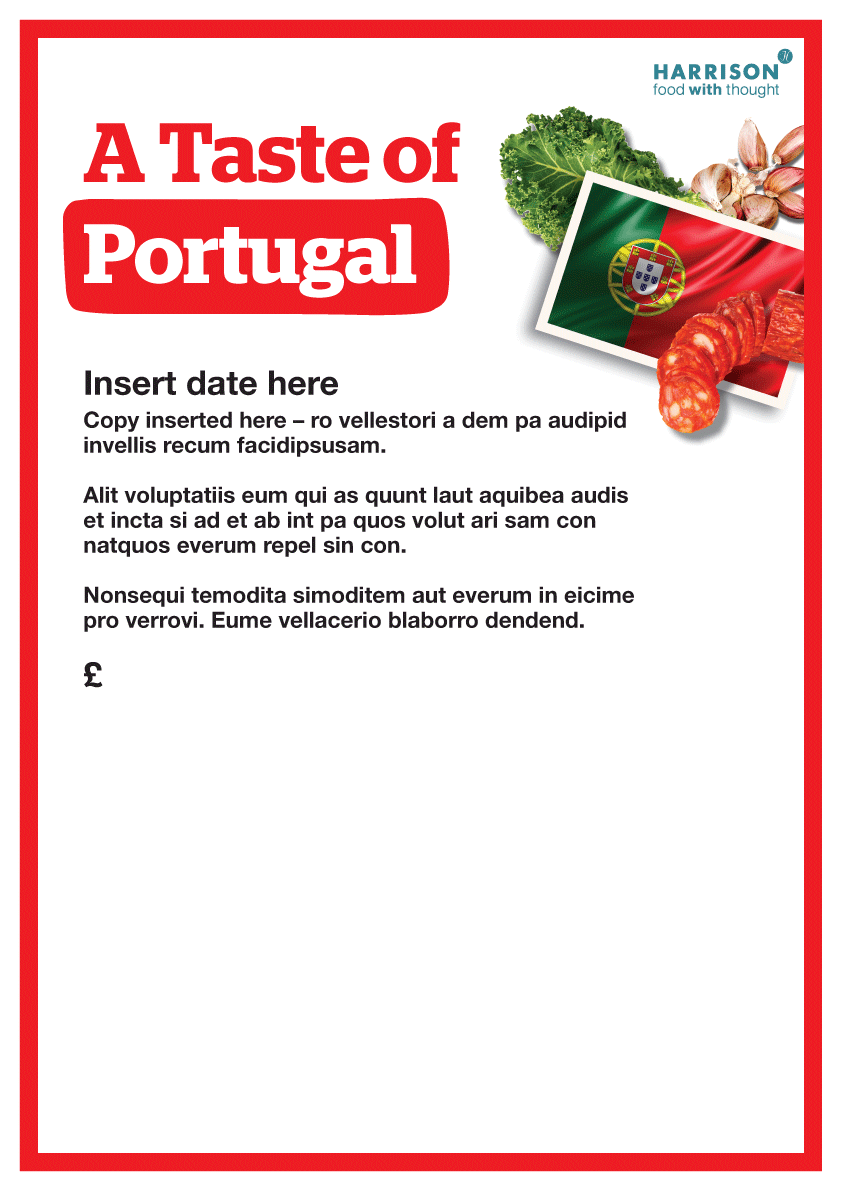 HARRISON
food with thought
A Taste of
Portugal
Insert date here
Copy inserted here – ro vellestori a dem pa audipid
invellis recum facidipsusam.
Alit voluptatiis eum qui as quunt laut aquibea audis
et incta si ad et ab int pa quos volut ari sam con
natquos everum repel sin con.
Nonsequi temodita simoditem aut everum in eicime
pro verrovi. Eume vellacerio blaborro dendend.
£